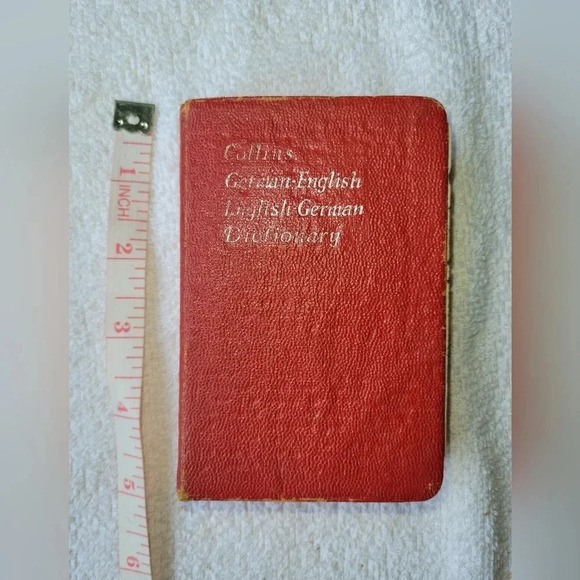 Collins
German-English
English-German
Dictionary
1
INCH
2
3
4
5
6